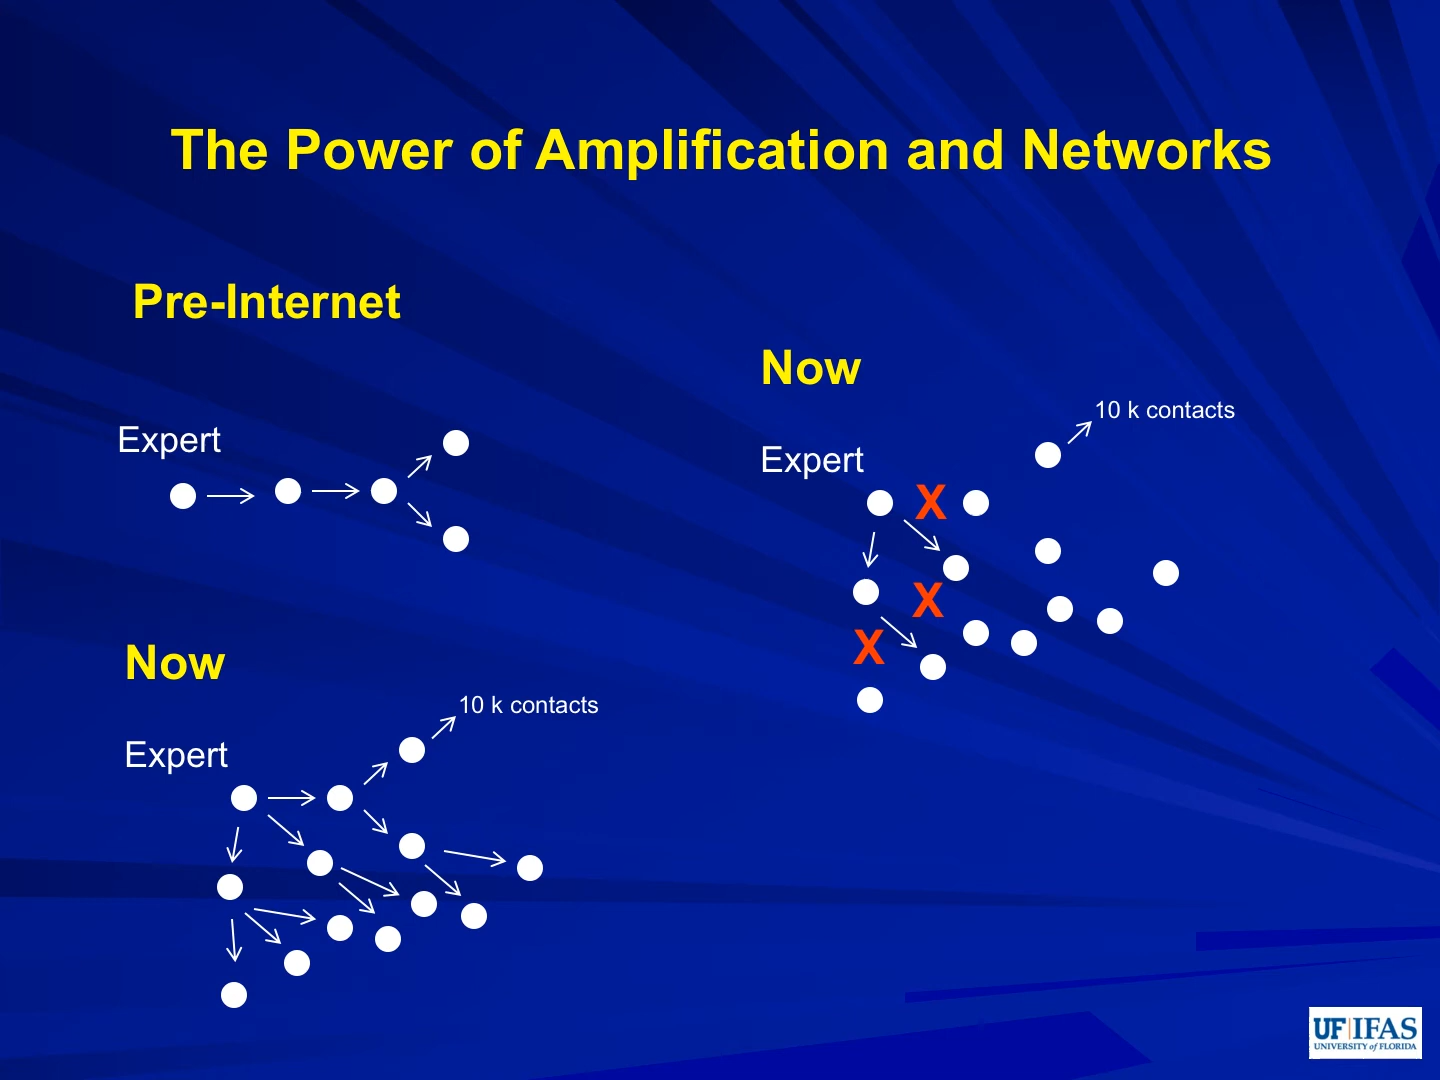 The Power of Amplification and Networks
Pre-Internet
Expert
Now
Expert
10 k contacts
Now
Expert
10 k contacts
X
X
X
UF|IFAS
UNIVERSITY of FLORIDA